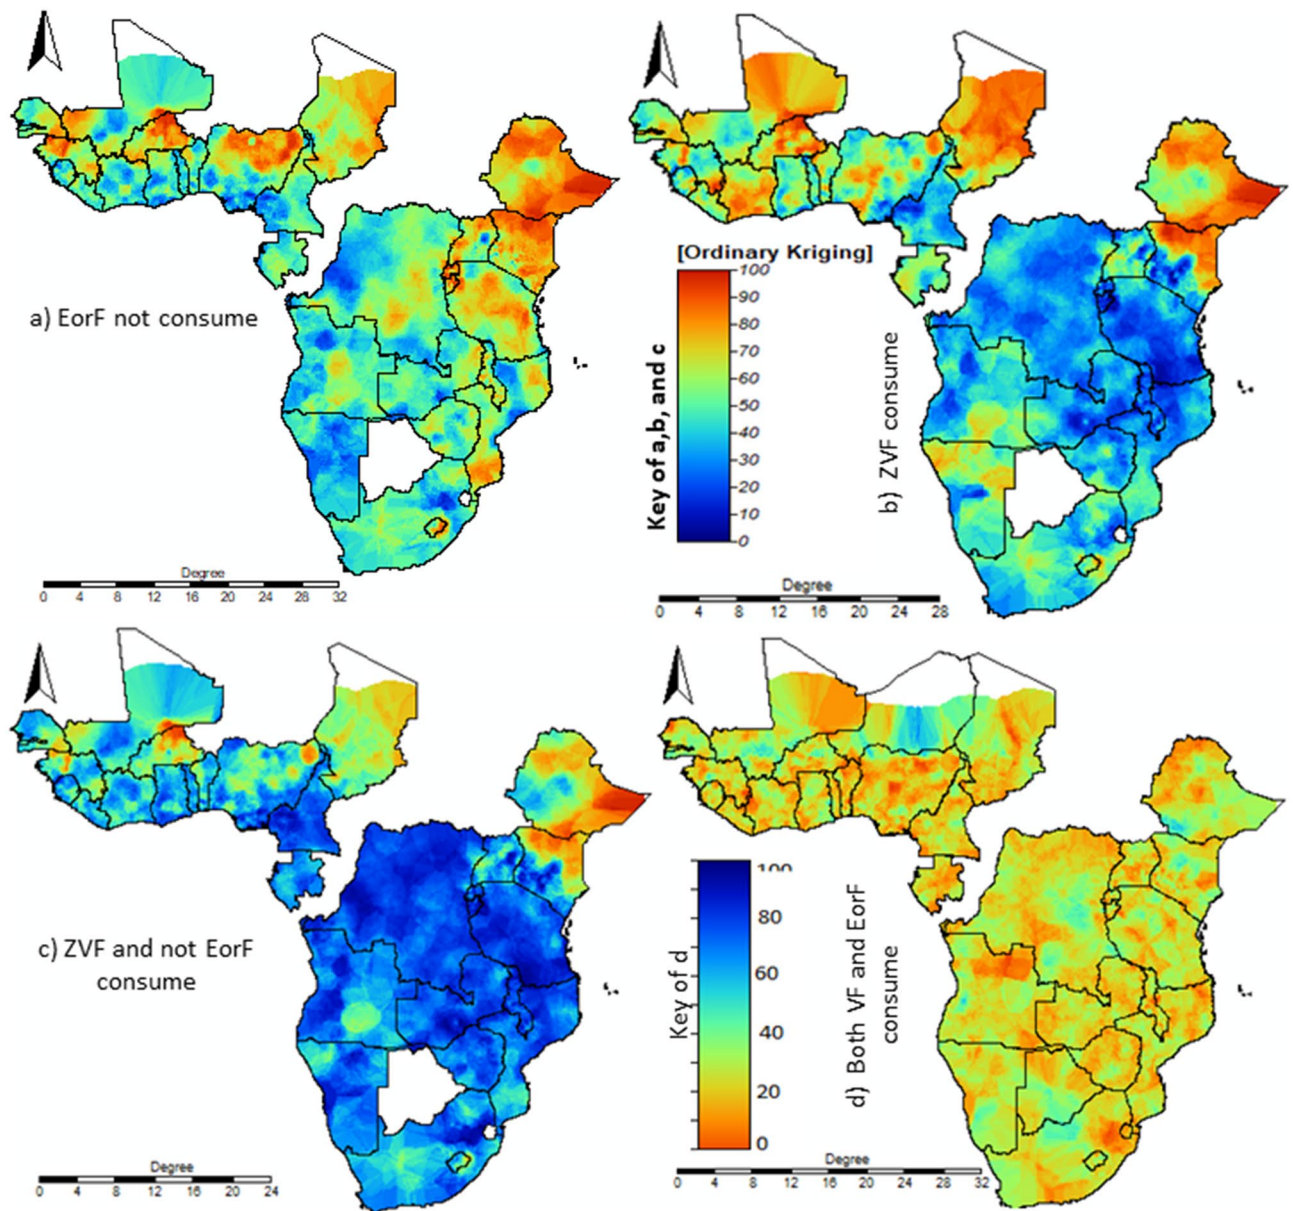 a) EorF not consume
Degree
0 4 8 12 16 20 24 28 32
[Ordinary Kriging]
Key of a,b, and c
100
90
80
70
60
50
40
30
20
10
0
b) ZVF consume
Degree
0 4 8 12 16 20 24 28
c) ZVF and not EorF
consume
Degree
0 4 8 12 16 20 24
Key of d
100
80
60
40
20
0
d) Both VF and EorF
consume
Degree
0 4 8 12 16 20 24 28 32